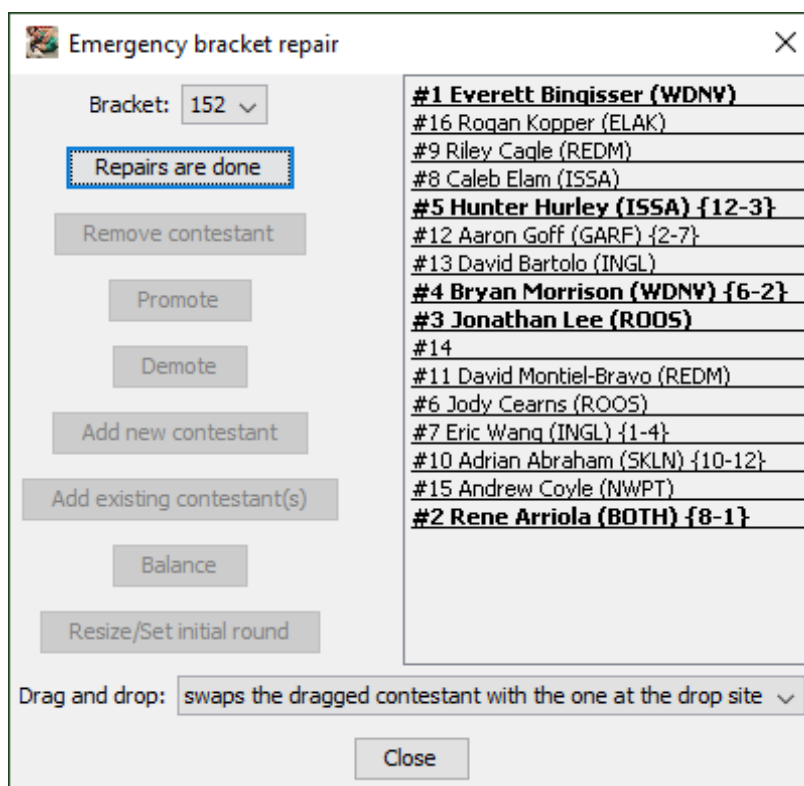 Emergency bracket repair
Bracket: 152
Repairs are done
Remove contestant
Promote
Demote
Add new contestant
Add existing contestant(s)
Balance
Resize/Set initial round
#1 Everett Bingisser (WDNV)
#16 Rogan Kopper (ELAK)
#9 Riley Cagle (REDM)
#8 Caleb Elam (ISSA)
#5 Hunter Hurley (ISSA) {12-3}
#12 Aaron Goff (GARF) {2-7}
#13 David Bartolo (INGL)
#4 Bryan Morrison (WDNV) {6-2}
#3 Jonathan Lee (ROOS)
#14
#11 David Montiel-Bravo (REDM)
#6 Jody Cearns (ROOS)
#7 Eric Wang (INGL) {1-4}
#10 Adrian Abraham (SKLN) {10-12}
#15 Andrew Coyle (NWPT)
#2 Rene Arriola (BOTH) {8-1}
Drag and drop: swaps the dragged contestant with the one at the drop site
Close